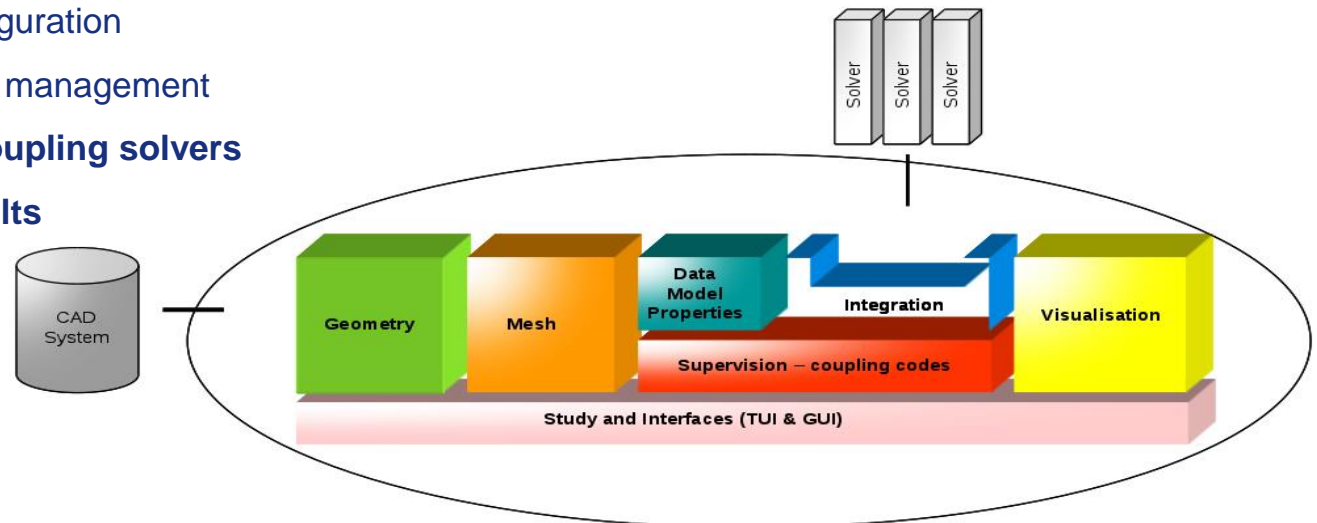 guration
management
oupling solvers
lts
Solver
Solver
Solver
CAD
System
Geometry
Mesh
Data
Model
Properties
Integration
Visualisation
Supervision – coupling codes
Study and Interfaces (TUI & GUI)